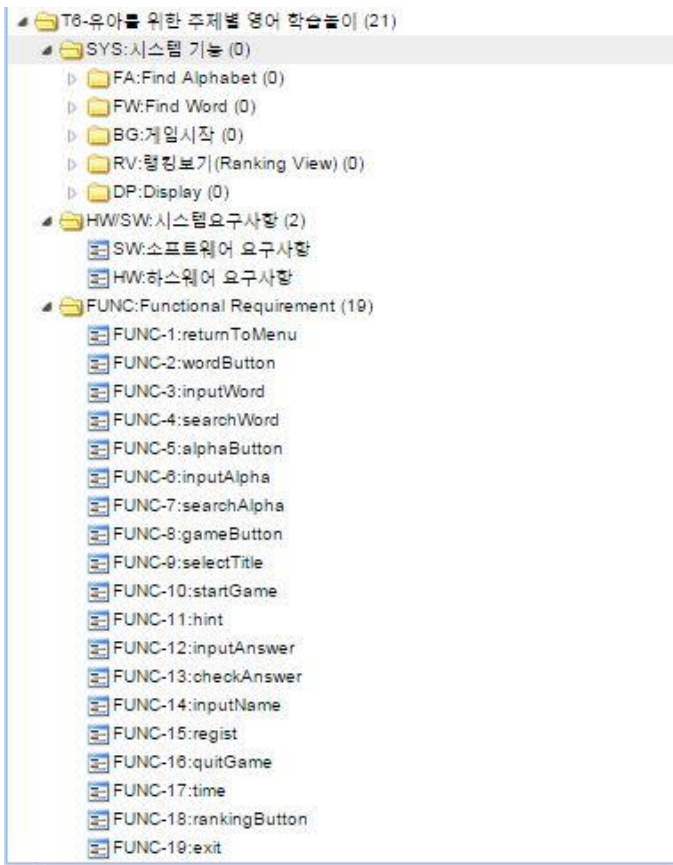 T6-유아를 위한 주제별 영어 학습놀이 (21)
SYS:시스템 기능 (0)
FA:Find Alphabet (0)
FW:Find Word (0)
BG:게임시작 (0)
RV:랭킹보기(Ranking View) (0)
DP:Display (0)
HW/SW:시스템요구사항 (2)
SW:소프트웨어 요구사항
HW:하스웨어 요구사항
FUNC:Functional Requirement (19)
FUNC-1:returnToMenu
FUNC-2:wordButton
FUNC-3:inputWord
FUNC-4:searchWord
FUNC-5:alphaButton
FUNC-6:inputAlpha
FUNC-7:searchAlpha
FUNC-8:gameButton
FUNC-9:selectTitle
FUNC-10:startGame
FUNC-11:hint
FUNC-12:inputAnswer
FUNC-13:checkAnswer
FUNC-14:inputName
FUNC-15:regist
FUNC-16:quitGame
FUNC-17:time
FUNC-18:rankingButton
FUNC-19:exit